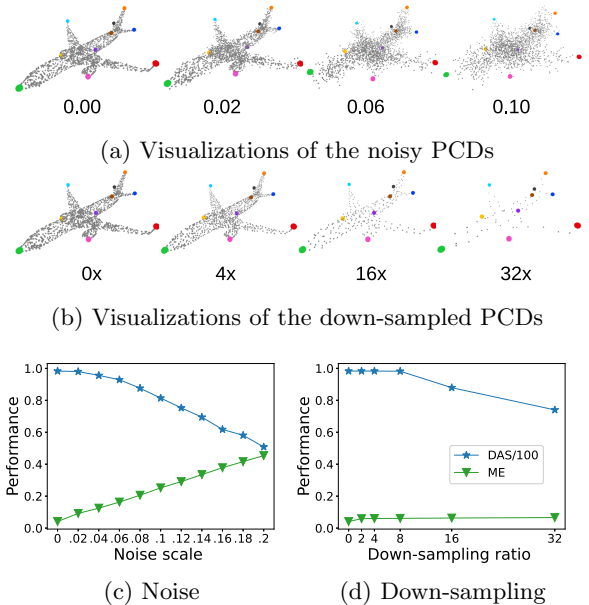 0.00 0.02 0.06 0.10
(a) Visualizations of the noisy PCDs
0x 4x 16x 32x
(b) Visualizations of the down-sampled PCDs
1.0
0.8
0.6
0.4
0.2
0.0
Performance
0 .02 .04 .06 .08 .1 .12 .14 .16 .18 .2
Noise scale
(c) Noise
1.0
0.8
0.6
0.4
0.2
0.0
Performance
DAS/100
ME
0 2 4 8 16 32
Down-sampling ratio
(d) Down-sampling